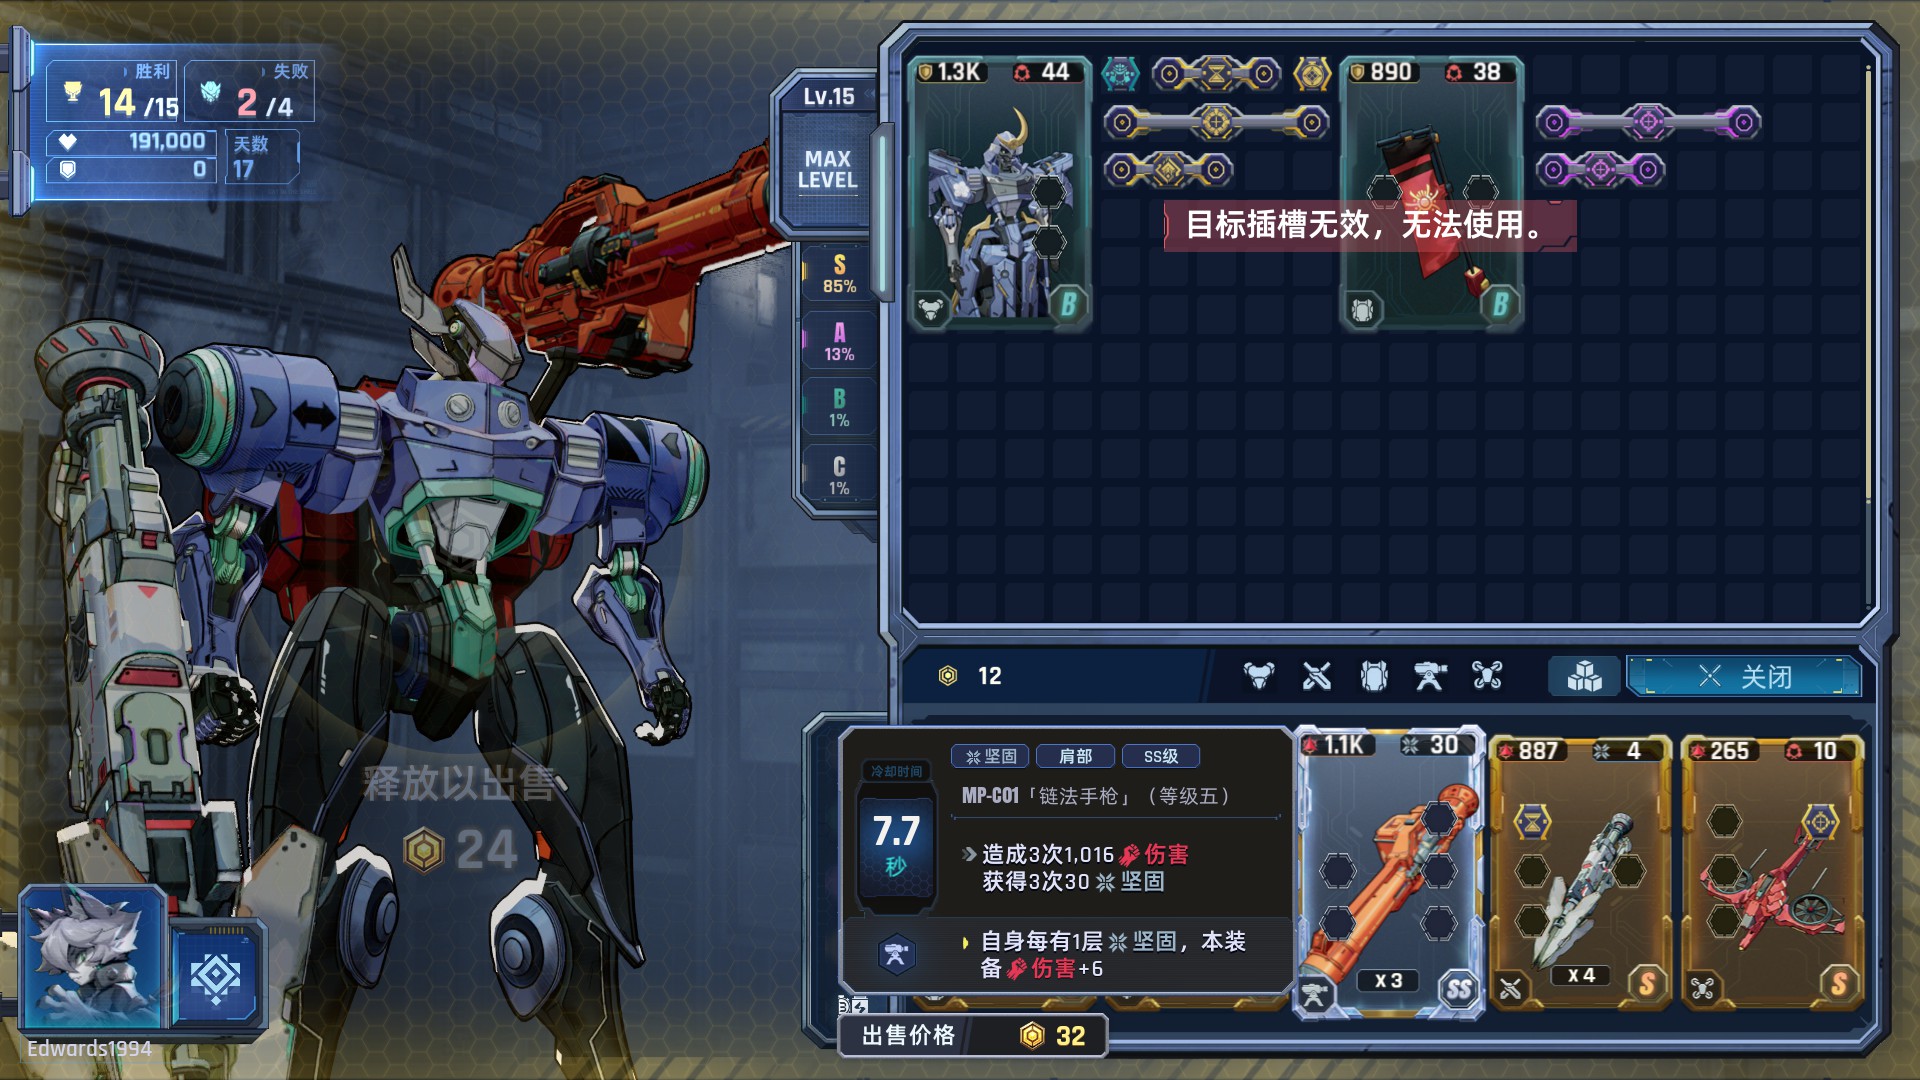 胜利
14/15
失败
2/4
191,000
0
天数
17
Lv.15
MAX
LEVEL
S
85%
A
13%
B
1%
C
1%
1.3K
44
B
890
38
B
目标插槽无效，无法使用。
12
关闭
释放以出售
24
冷却时间
7.7
秒
坚固
肩部
SS级
MP-C01「链法手枪」（等级五）
造成3次1,016伤害
获得3次30坚固
自身每有1层坚固，本装
备伤害+6
出售价格
32
1.1K
30
x3
SS
887
4
x4
S
265
10
S
Edwards1994